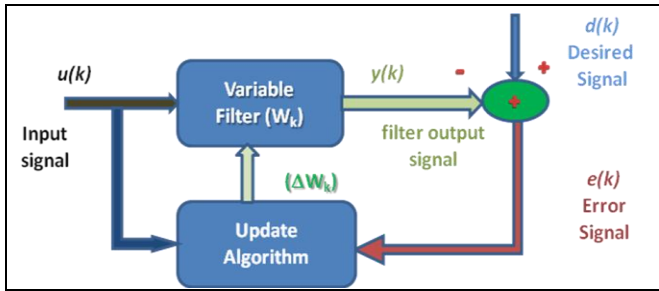 u(k)
Input
signal
Variable
Filter (Wk)
y(k)
-
filter output
signal
d(k)
Desired
Signal
+
+
(ΔWk)
Update
Algorithm
e(k)
Error
Signal